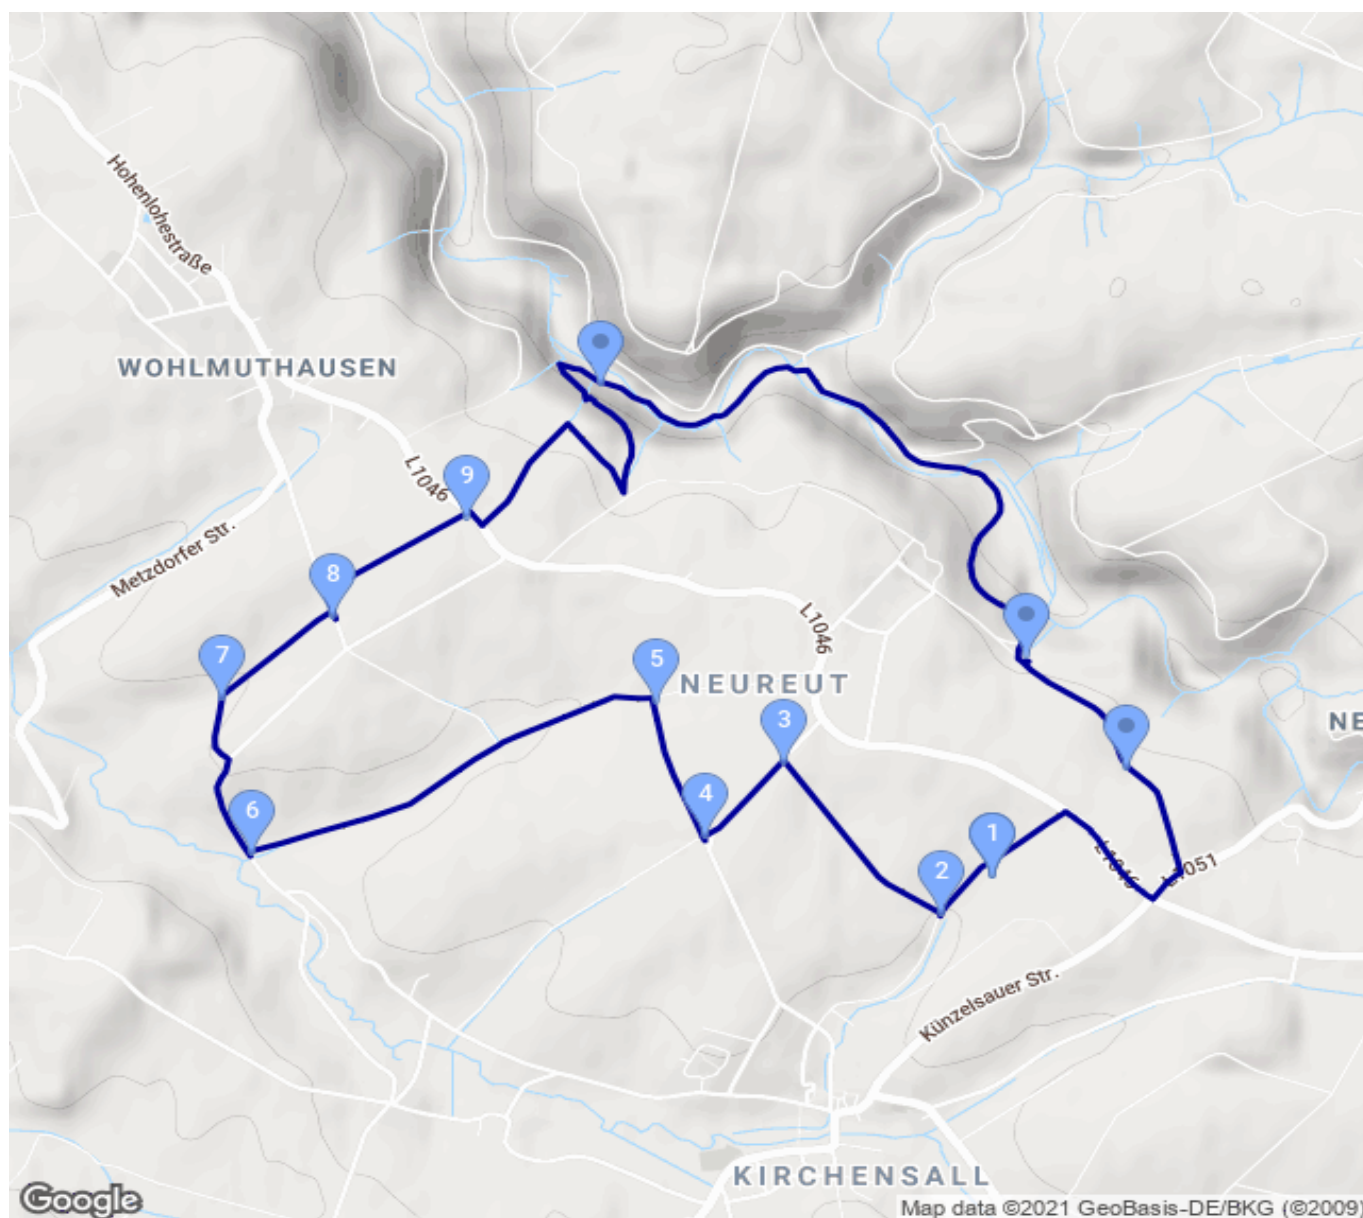 Hohenlohestraße
WOHLMUTHAUSEN
9
L1046
Metzdorfer Str.
8
L1046
7
5
NEUREUT
3
NE
4
1
6
2
L1046
L1051
Künzelsauer Str.
KIRCHENSALL
Google
Map data ©2021 GeoBasis-DE/BKG (©2009)